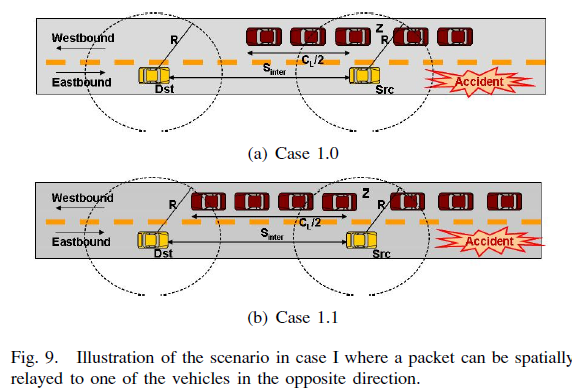 Westbound
R
Z
R
C_L/2
S_inter
Eastbound
Dst
Src
Accident
(a) Case 1.0
Westbound
R
Z
R
C_L/2
S_inter
Eastbound
Dst
Src
Accident
(b) Case 1.1
Fig. 9. Illustration of the scenario in case I where a packet can be spatially
relayed to one of the vehicles in the opposite direction.